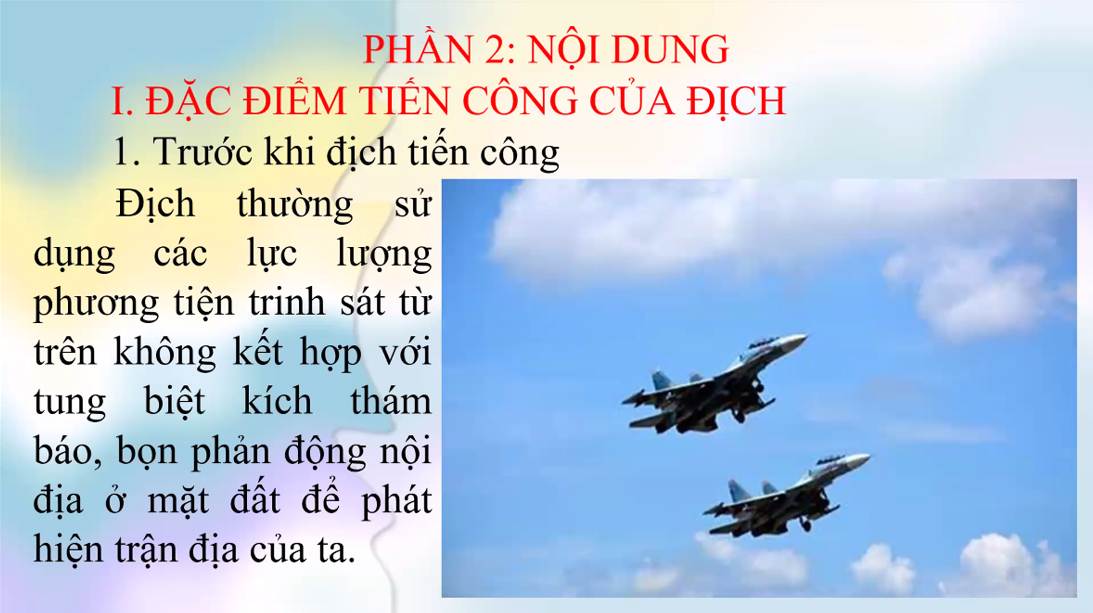 PHẦN 2: NỘI DUNG
I. ĐẶC ĐIỂM TIẾN CÔNG CỦA ĐỊCH
1. Trước khi địch tiến công
Địch thường sử
dụng các lực lượng
phương tiện trinh sát từ
trên không kết hợp với
tung biệt kích thám
báo, bọn phản động nội
địa ở mặt đất để phát
hiện trận địa của ta.